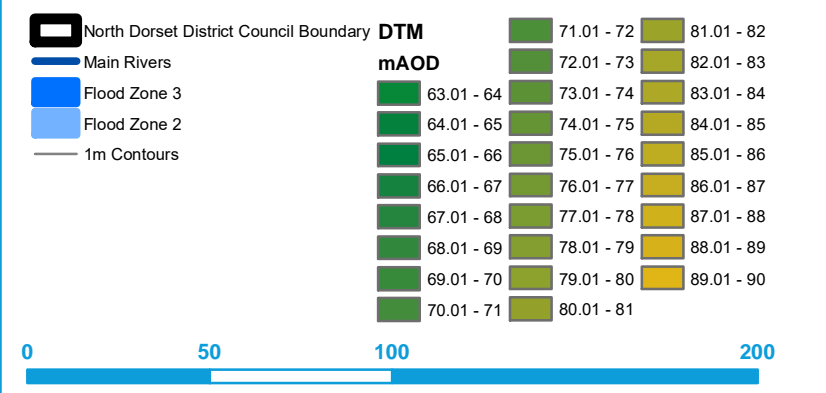 North Dorset District Council Boundary
Main Rivers
Flood Zone 3
Flood Zone 2
1m Contours
DTM
mAOD
63.01 - 64
64.01 - 65
65.01 - 66
66.01 - 67
67.01 - 68
68.01 - 69
69.01 - 70
70.01 - 71
71.01 - 72
72.01 - 73
73.01 - 74
74.01 - 75
75.01 - 76
76.01 - 77
77.01 - 78
78.01 - 79
79.01 - 80
80.01 - 81
81.01 - 82
82.01 - 83
83.01 - 84
84.01 - 85
85.01 - 86
86.01 - 87
87.01 - 88
88.01 - 89
89.01 - 90
0 50 100 200